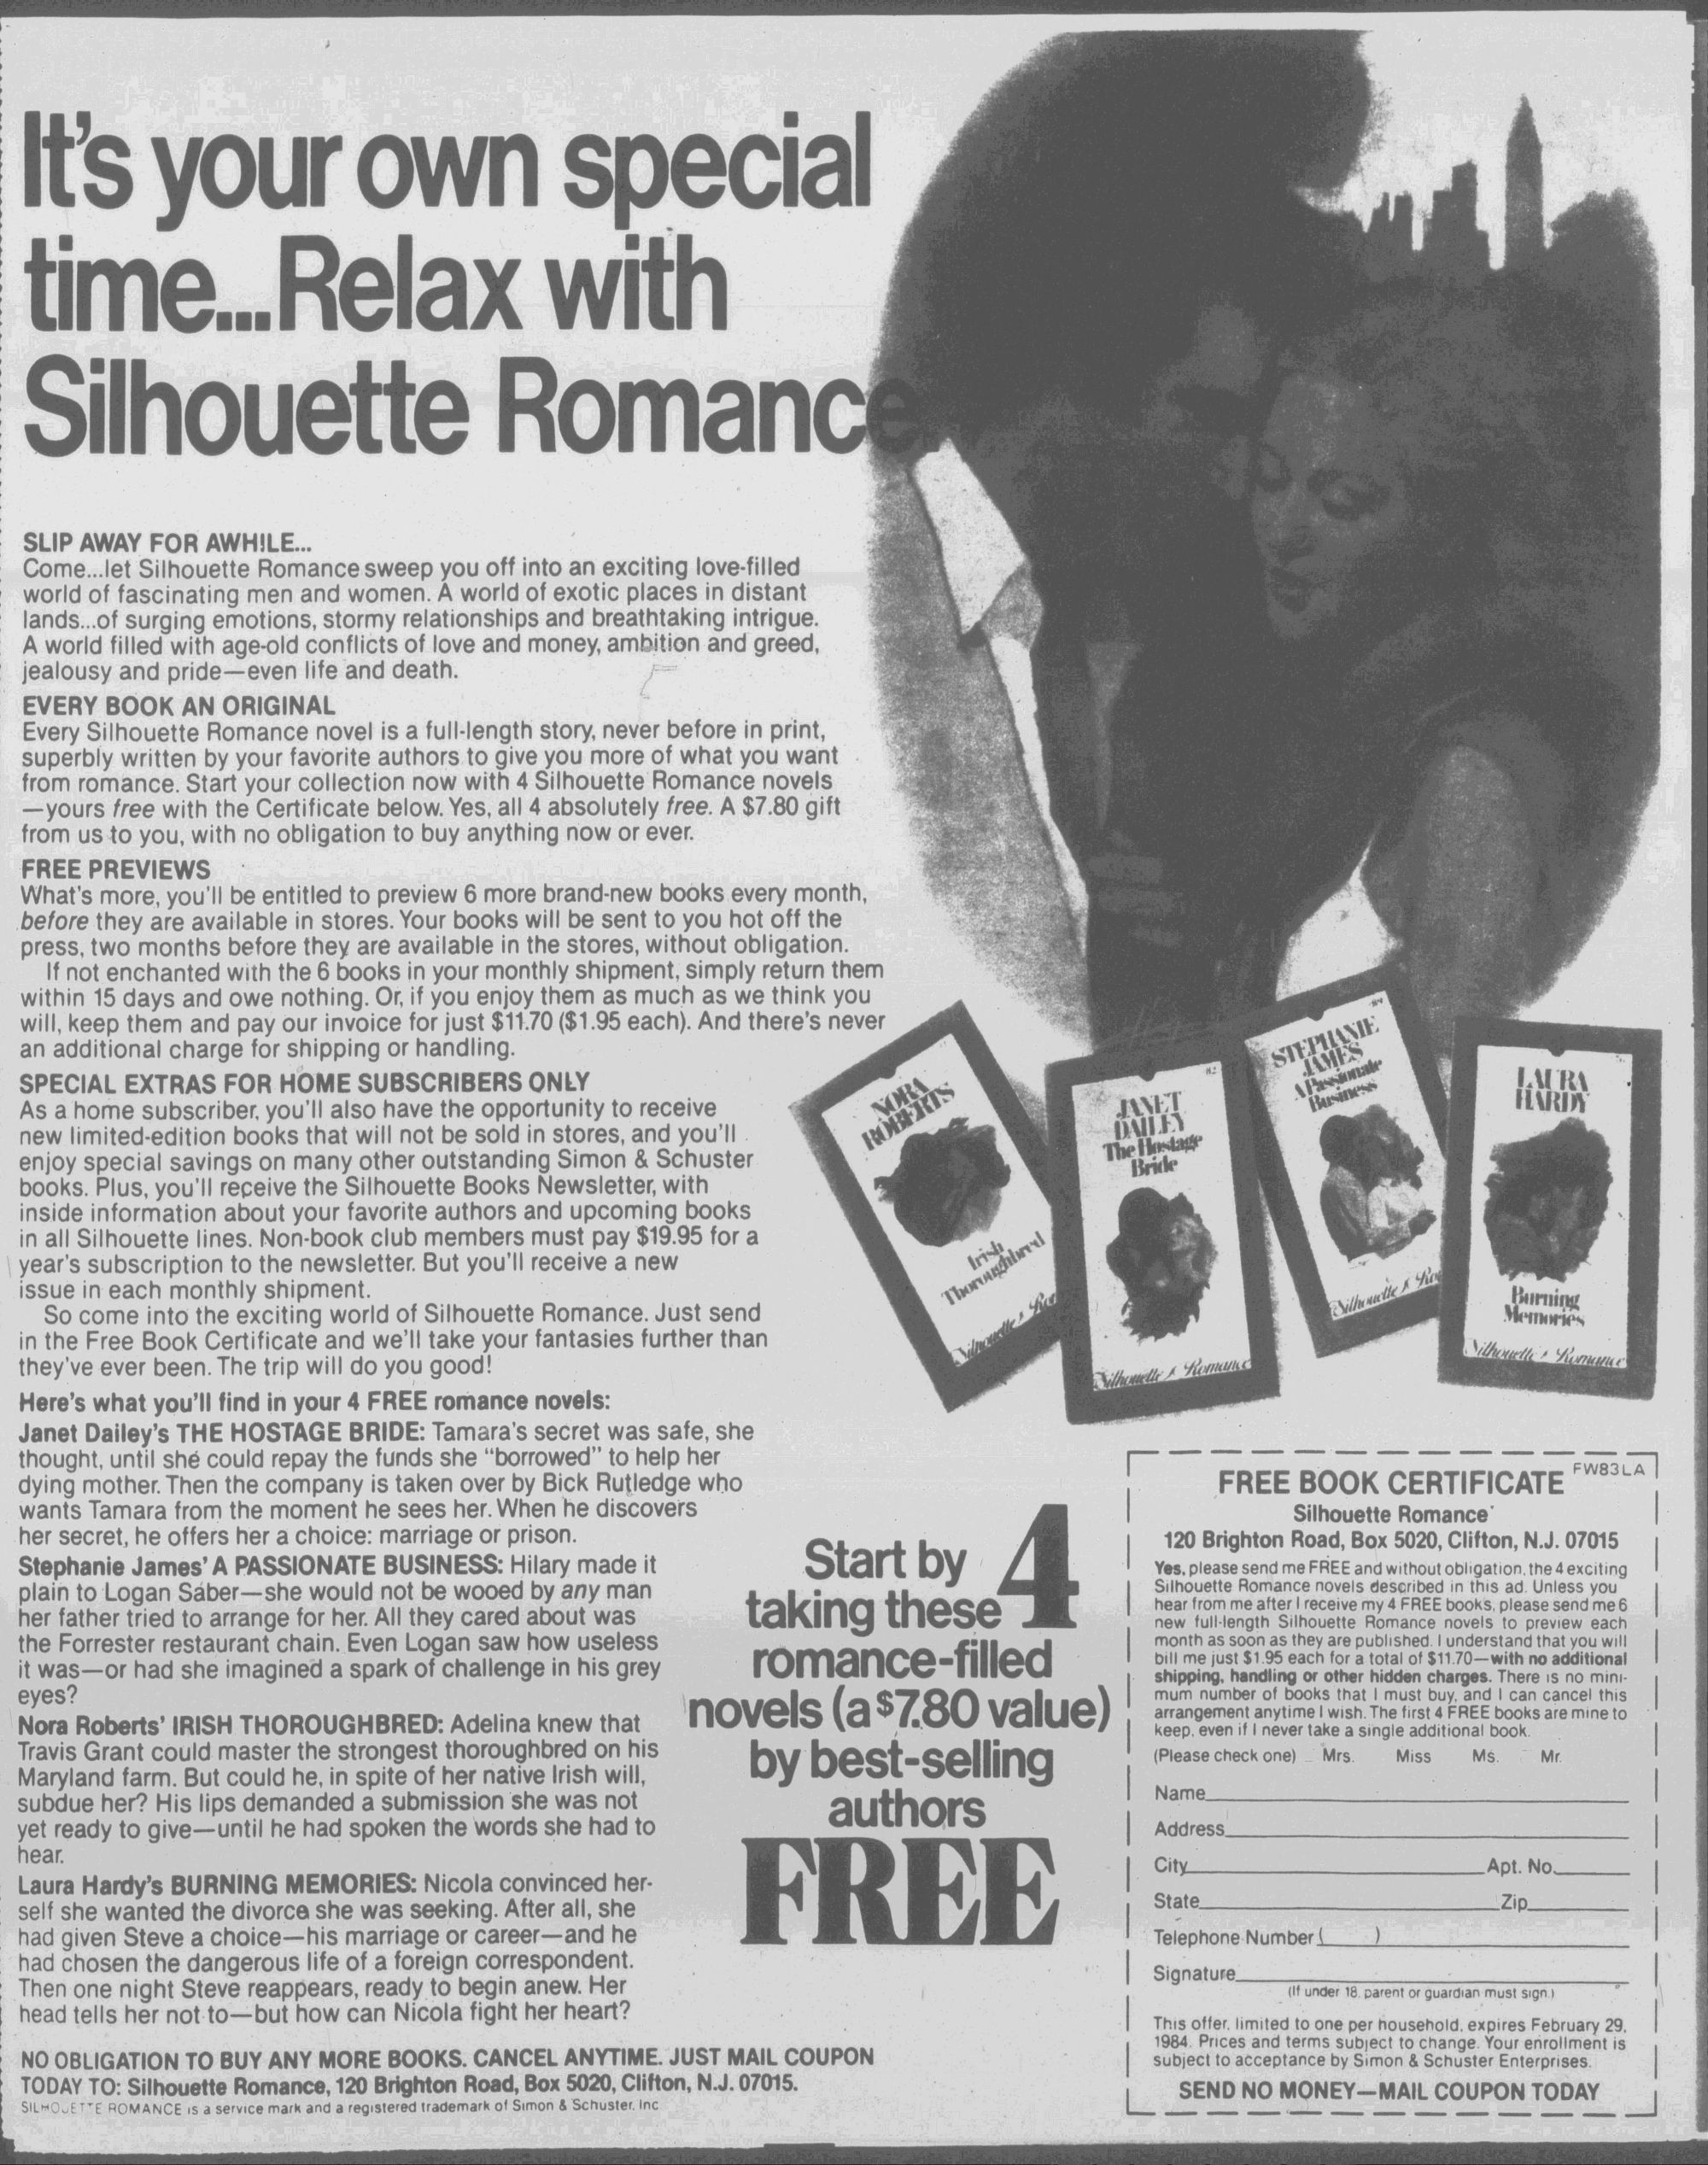 It's your own special
time...Relax with
Silhouette Romance.
SLIP AWAY FOR AWHILE...
Come...let Silhouette Romance sweep you off into an exciting love-filled
world of fascinating men and women. A world of exotic places in distant
lands...of surging emotions, stormy relationships and breathtaking intrigue.
A world filled with age-old conflicts of love and money, ambition and greed,
jealousy and pride—even life and death.
EVERY BOOK AN ORIGINAL
Every Silhouette Romance novel is a full-length story, never before in print,
superbly written by your favorite authors to give you more of what you want
from romance. Start your collection now with 4 Silhouette Romance novels
—yours free with the Certificate below. Yes, all 4 absolutely free. A $7.80 gift
from us to you, with no obligation to buy anything now or ever.
FREE PREVIEWS
What's more, you'll be entitled to preview 6 more brand-new books every month,
before they are available in stores. Your books will be sent to you hot off the
press, two months before they are available in the stores, without obligation.
If not enchanted with the 6 books in your monthly shipment, simply return them
within 15 days and owe nothing. Or, if you enjoy them as much as we think you
will, keep them and pay our invoice for just $11.70 ($1.95 each). And there's never
an additional charge for shipping or handling.
SPECIAL EXTRAS FOR HOME SUBSCRIBERS ONLY
As a home subscriber, you'll also have the opportunity to receive
new limited-edition books that will not be sold in stores, and you'll
enjoy special savings on many other outstanding Simon & Schuster
books. Plus, you'll receive the Silhouette Books Newsletter, with
inside information about your favorite authors and upcoming books
in all Silhouette lines. Non-book club members must pay $19.95 for a
year's subscription to the newsletter. But you'll receive a new
issue in each monthly shipment.
So come into the exciting world of Silhouette Romance. Just send
in the Free Book Certificate and we'll take your fantasies further than
they've ever been. The trip will do you good!
Here's what you'll find in your 4 FREE romance novels:
Janet Dailey's THE HOSTAGE BRIDE: Tamara's secret was safe, she
thought, until she could repay the funds she "borrowed" to help her
dying mother. Then the company is taken over by Bick Rutledge who
wants Tamara from the moment he sees her. When he discovers
her secret, he offers her a choice: marriage or prison.
Stephanie James' A PASSIONATE BUSINESS: Hilary made it
plain to Logan Saber—she would not be wooed by any man
her father tried to arrange for her. All they cared about was
the Forrester restaurant chain. Even Logan saw how useless
it was—or had she imagined a spark of challenge in his grey
eyes?
Nora Roberts' IRISH THOROUGHBRED: Adelina knew that
Travis Grant could master the strongest thoroughbred on his
Maryland farm. But could he, in spite of her native Irish will,
subdue her? His lips demanded a submission she was not
yet ready to give—until he had spoken the words she had to
hear.
Laura Hardy's BURNING MEMORIES: Nicola convinced her-
self she wanted the divorce she was seeking. After all, she
had given Steve a choice—his marriage or career—and he
had chosen the dangerous life of a foreign correspondent.
Then one night Steve reappears, ready to begin anew. Her
head tells her not to—but how can Nicola fight her heart?
NO OBLIGATION TO BUY ANY MORE BOOKS. CANCEL ANYTIME. JUST MAIL COUPON
TODAY TO: Silhouette Romance, 120 Brighton Road, Box 5020, Clifton, N.J. 07015.
SILHOUETTE ROMANCE is a service mark and a registered trademark of Simon & Schuster, Inc
NORA
ROBERTS
Irish
Thoroughbred
Silhouette Ro
JANET
DAILEY
The Hostage
Bride
Silhouette Romance
STEPHANIE
JAMES
A Passionate
Business
Silhouette Ro
LAURA
HARDY
Burning
Memories
Silhouette Romance
Start by 4
taking these
romance-filled
novels (a $7.80 value)
by best-selling
authors
FREE
FW83LA
FREE BOOK CERTIFICATE
Silhouette Romance
120 Brighton Road, Box 5020, Clifton, N.J. 07015
Yes, please send me FREE and without obligation, the 4 exciting
Silhouette Romance novels described in this ad. Unless you
hear from me after I receive my 4 FREE books, please send me 6
new full-length Silhouette Romance novels to preview each
month as soon as they are published. I understand that you will
bill me just $1.95 each for a total of $11.70—with no additional
shipping, handling or other hidden charges. There is no mini-
mum number of books that I must buy, and I can cancel this
arrangement anytime I wish. The first 4 FREE books are mine to
keep, even if I never take a single additional book.
(Please check one) Mrs. Miss Ms. Mr.
Name
Address
City Apt. No.
State Zip
Telephone Number ( )
Signature
(If under 18, parent or guardian must sign.)
This offer, limited to one per household, expires February 29,
1984. Prices and terms subject to change. Your enrollment is
subject to acceptance by Simon & Schuster Enterprises.
SEND NO MONEY—MAIL COUPON TODAY